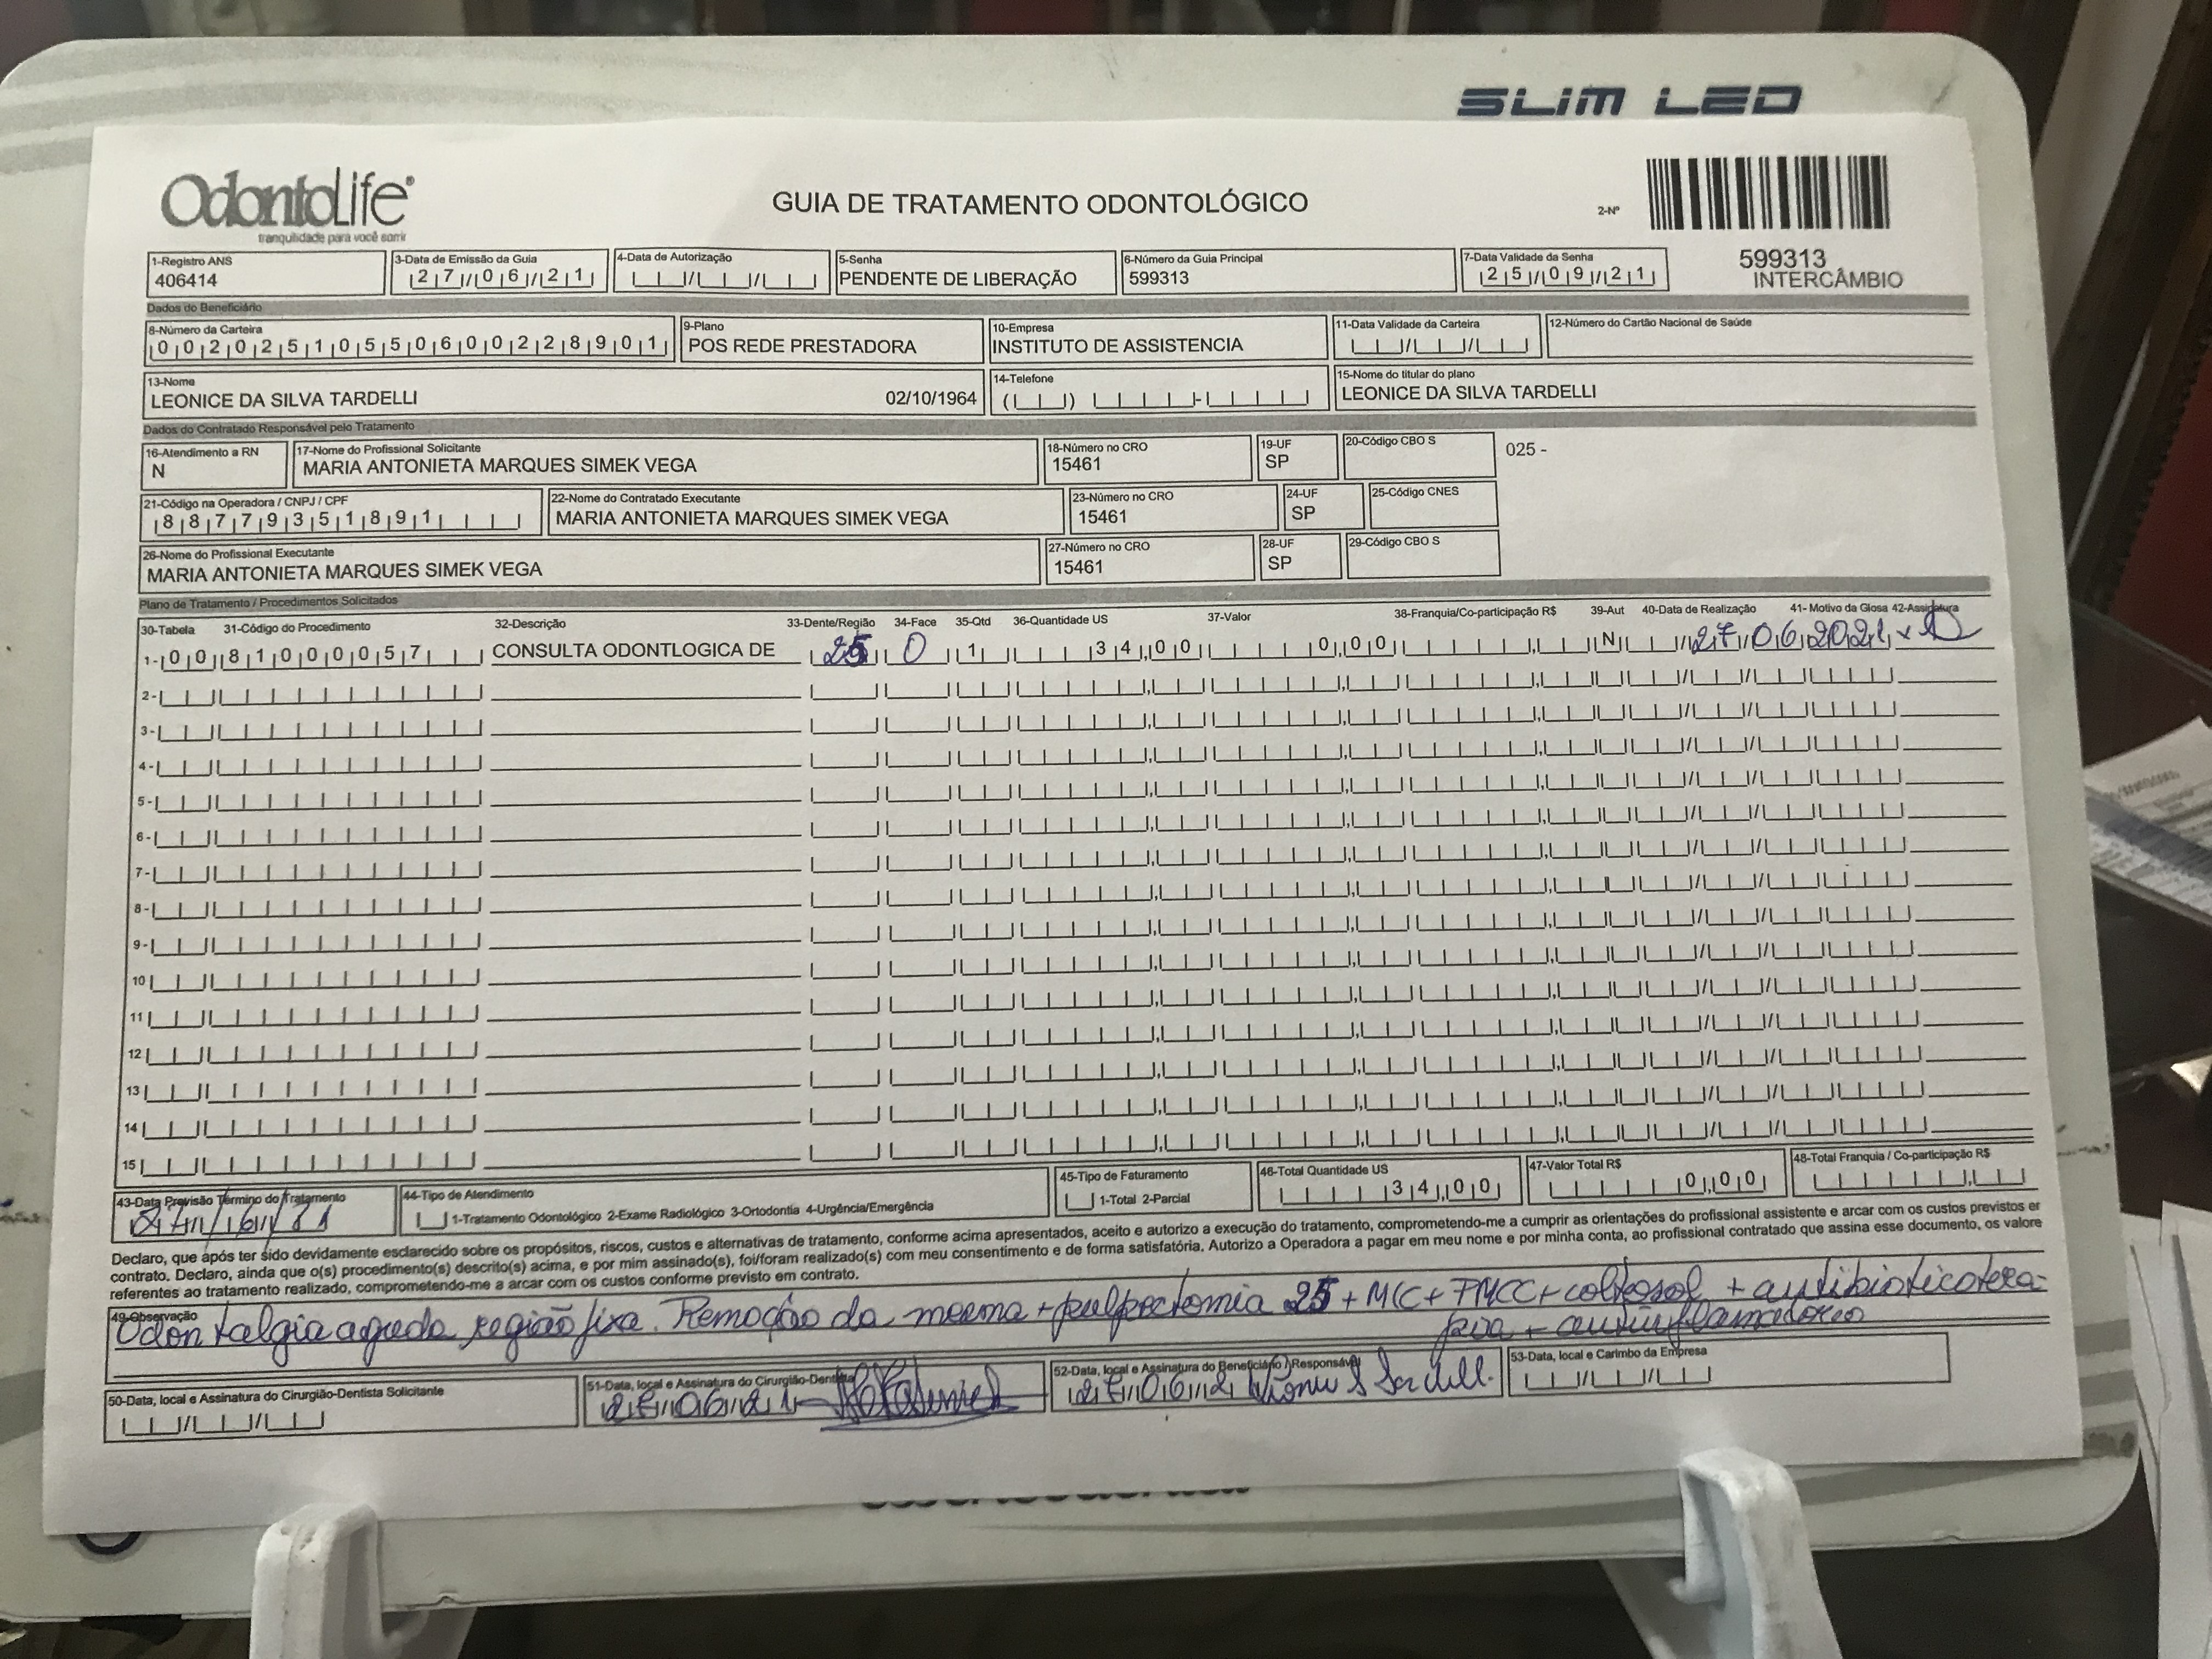 SLIM LED
OdontoLife®
tranquilidade para você sorrir
GUIA DE TRATAMENTO ODONTOLÓGICO
2-Nº
599313
INTERCÂMBIO
1-Registro ANS
406414
3-Data de Emissão da Guia
27/06/21
4-Data de Autorização
5-Senha
PENDENTE DE LIBERAÇÃO
6-Número da Guia Principal
599313
7-Data Validade da Senha
25/09/21
Dados do Beneficiário
8-Número da Carteira
00202510550600228901
9-Plano
POS REDE PRESTADORA
10-Empresa
INSTITUTO DE ASSISTENCIA
11-Data Validade da Carteira
12-Número do Cartão Nacional de Saúde
13-Nome
LEONICE DA SILVA TARDELLI 02/10/1964
14-Telefone
15-Nome do titular do plano
LEONICE DA SILVA TARDELLI
Dados do Contratado Responsável pelo Tratamento
16-Atendimento a RN
N
17-Nome do Profissional Solicitante
MARIA ANTONIETA MARQUES SIMEK VEGA
18-Número no CRO
15461
19-UF
SP
20-Código CBO S
025 -
21-Código na Operadora / CNPJ / CPF
88779351891
22-Nome do Contratado Executante
MARIA ANTONIETA MARQUES SIMEK VEGA
23-Número no CRO
15461
24-UF
SP
25-Código CNES
26-Nome do Profissional Executante
MARIA ANTONIETA MARQUES SIMEK VEGA
27-Número no CRO
15461
28-UF
SP
29-Código CBO S
Plano de Tratamento / Procedimentos Solicitados
30-Tabela 31-Código do Procedimento 32-Descrição 33-Dente/Região 34-Face 35-Qtd 36-Quantidade US 37-Valor 38-Franquia/Co-participação R$ 39-Aut 40-Data de Realização 41- Motivo da Glosa 42-Assinatura
1- 00 81000057 CONSULTA ODONTLOGICA DE 25 O 1 34,00 0,00 N 27/06/2021 x
2-
3-
4-
5-
6-
7-
8-
9-
10
11
12
13
14
15
43-Data Previsão Término do Tratamento
44-Tipo de Atendimento
1-Tratamento Odontológico 2-Exame Radiológico 3-Ortodontia 4-Urgência/Emergência
45-Tipo de Faturamento
1-Total 2-Parcial
46-Total Quantidade US
34,00
47-Valor Total R$
0,00
48-Total Franquia / Co-participação R$
Declaro, que após ter sido devidamente esclarecido sobre os propósitos, riscos, custos e alternativas de tratamento, conforme acima apresentados, aceito e autorizo a execução do tratamento, comprometendo-me a cumprir as orientações do profissional assistente e arcar com os custos previstos er
contrato. Declaro, ainda que o(s) procedimento(s) descrito(s) acima, e por mim assinado(s), foi/foram realizado(s) com meu consentimento e de forma satisfatória. Autorizo a Operadora a pagar em meu nome e por minha conta, ao profissional contratado que assina esse documento, os valore
referentes ao tratamento realizado, comprometendo-me a arcar com os custos conforme previsto em contrato.
49-Observação
Odontalgia aguda região fixa. Remoção da mesma + pulpectomia 25 + MIC + PMCC + coltosol + antibioticotera-
pia + antiinflamatórios
50-Data, local e Assinatura do Cirurgião-Dentista Solicitante
51-Data, local e Assinatura do Cirurgião-Dentista
27/06/21
52-Data, local e Assinatura do Beneficiário / Responsável
27/06/21
53-Data, local e Carimbo da Empresa